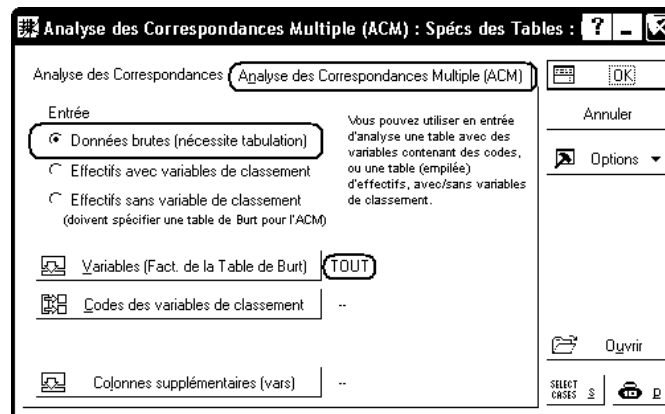 Analyse des Correspondances Multiple (ACM) : Spécs des Tables :
Analyse des Correspondances
Analyse des Correspondances Multiple (ACM)
OK
Entrée
Données brutes (nécessite tabulation)
Effectifs avec variables de classement
Effectifs sans variable de classement
(doivent spécifier une table de Burt pour l'ACM)
Vous pouvez utiliser en entrée
d'analyse une table avec des
variables contenant des codes,
ou une table (empilée)
d'effectifs, avec/sans variables
de classement.
Annuler
Options
Variables (Fact. de la Table de Burt) TOUT
Codes des variables de classement --
Ouvrir
Colonnes supplémentaires (vars) --
SELECT
CASES S
D